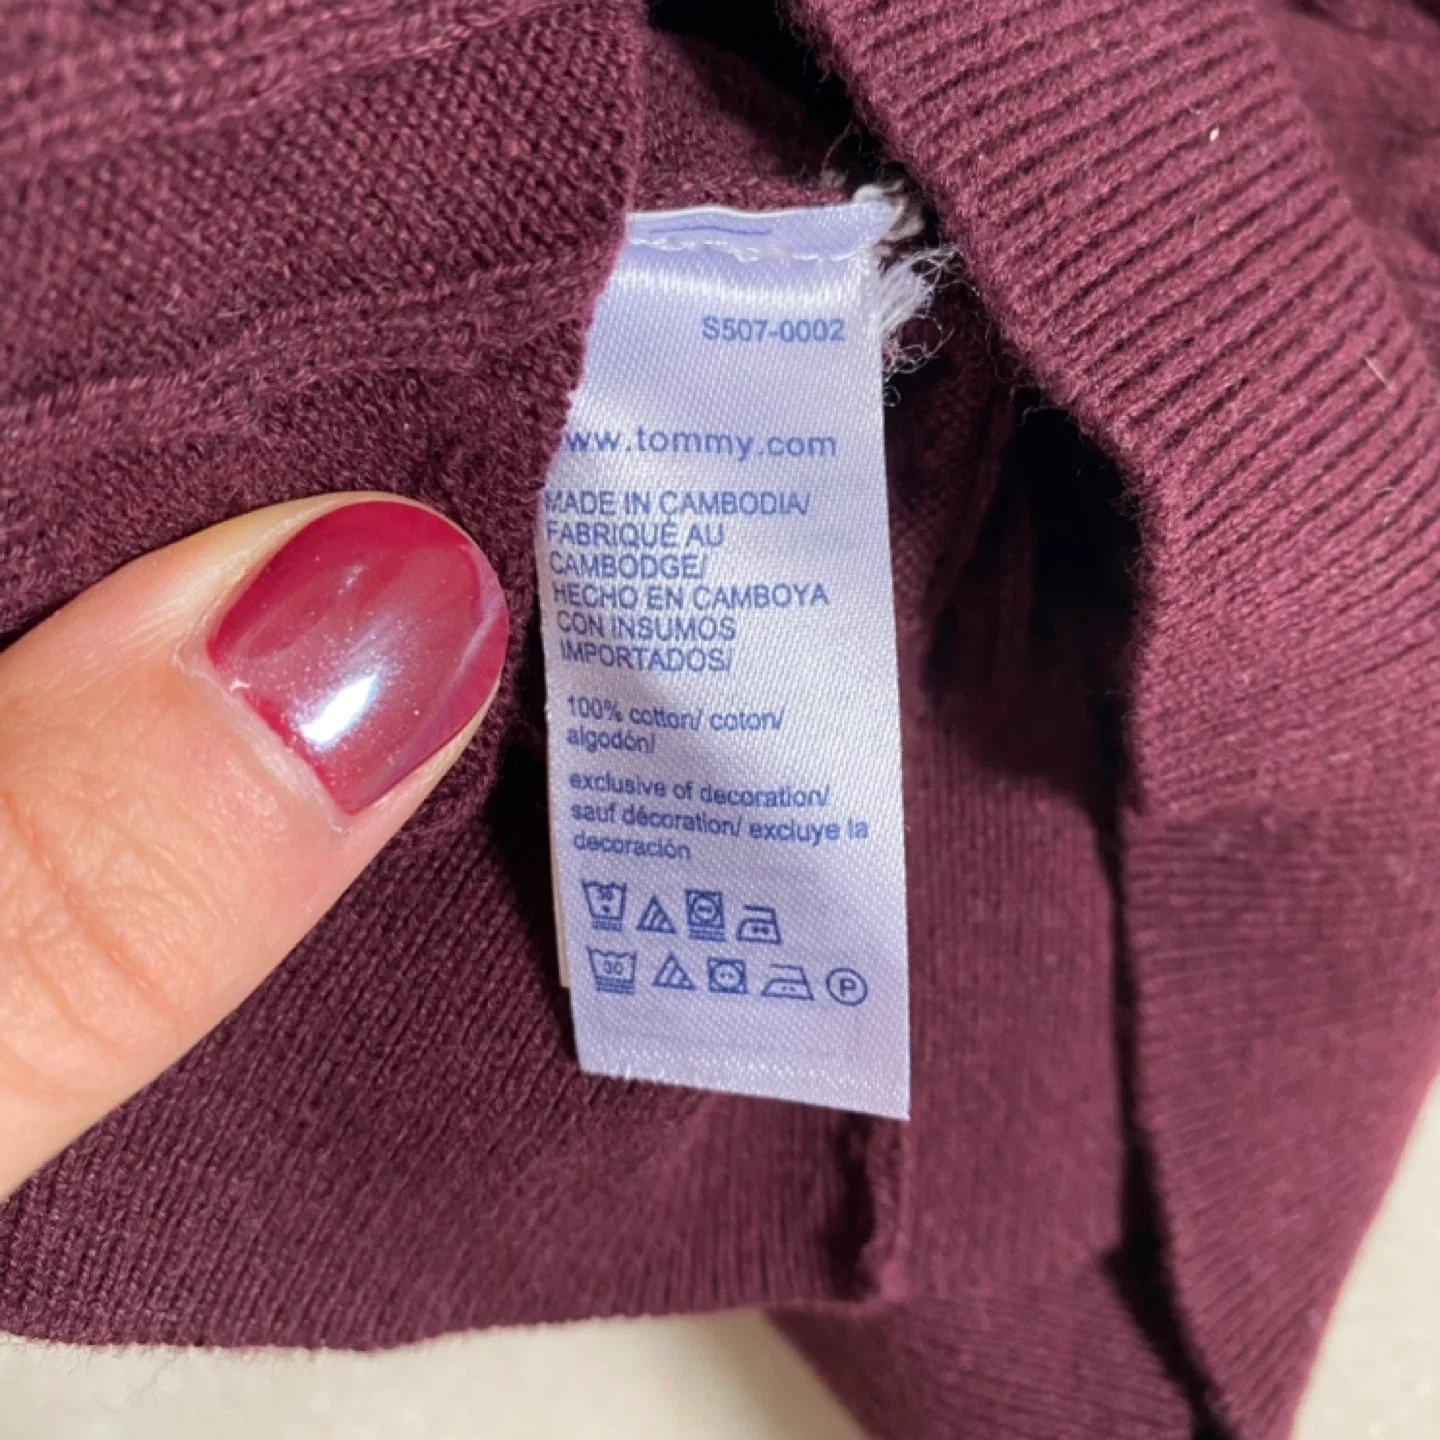 S507-0002
ww.tommy.com
MADE IN CAMBODIA/
FABRIQUÉ AU
CAMBODGE/
HECHO EN CAMBOYA
CON INSUMOS
IMPORTADOS/
100% cotton/ coton/
algodón/
exclusive of decoration/
sauf décoration/ excluye la
decoración
30
30 P